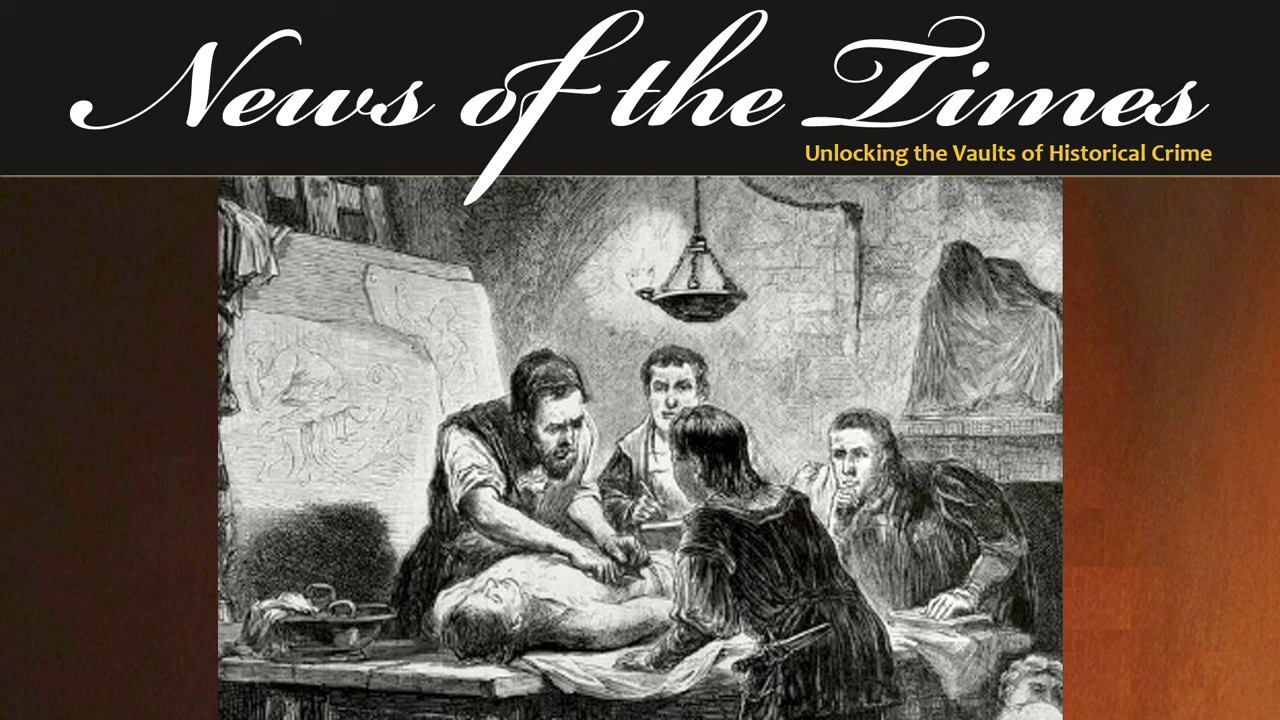 News of the Times
Unlocking the Vaults of Historical Crime